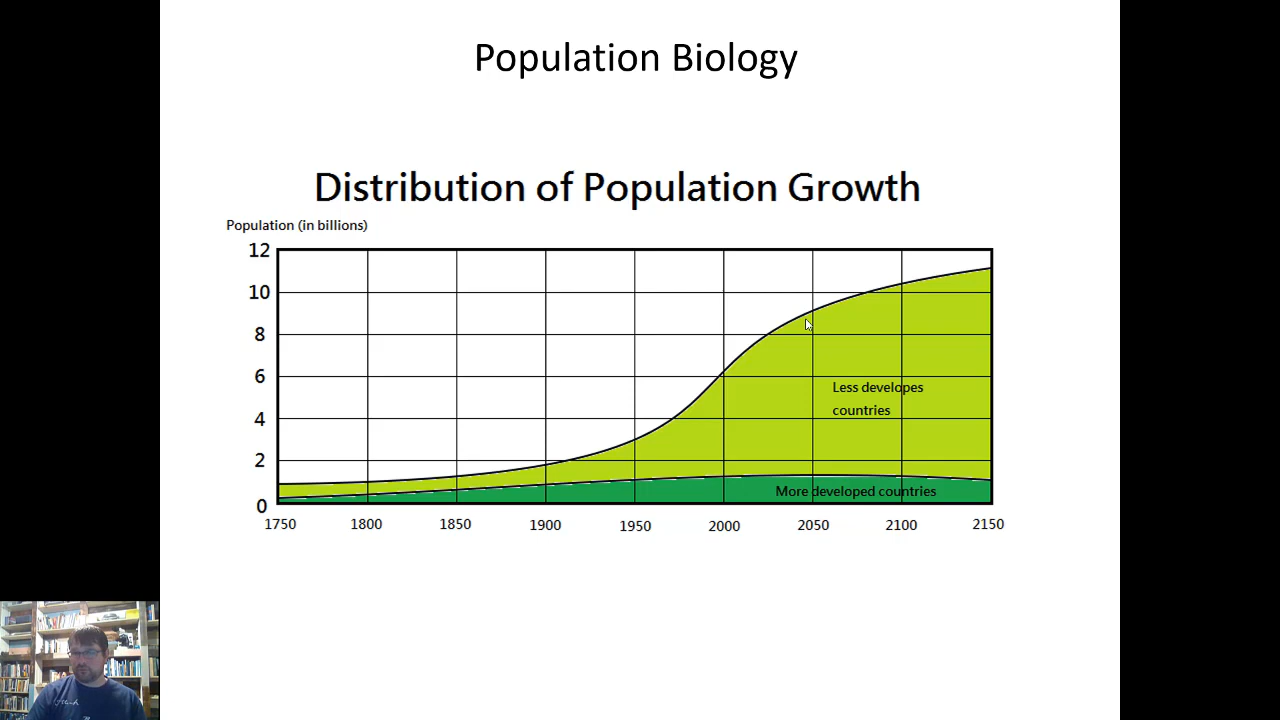 Population Biology
Distribution of Population Growth
Population (in billions)
12
10
8
6
4
2
0
Less developes
countries
More developed countries
1750 1800 1850 1900 1950 2000 2050 2100 2150